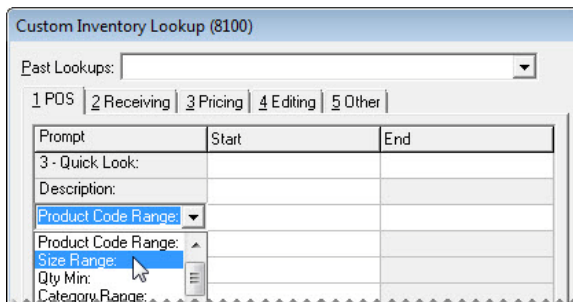 Custom Inventory Lookup (8100)
Past Lookups:
1 POS 2 Receiving 3 Pricing 4 Editing 5 Other
Prompt Start End
3 - Quick Look:
Description:
Product Code Range:
Product Code Range:
Size Range:
Qty Min:
Category Range: